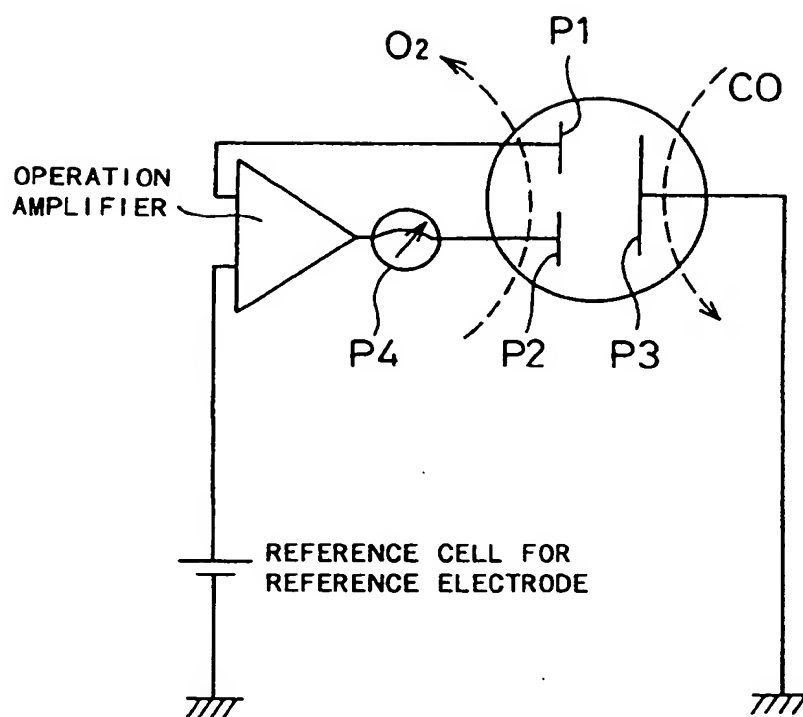 P1
O2
CO
OPERATION
AMPLIFIER
P4
P2
P3
REFERENCE CELL FOR
REFERENCE ELECTRODE